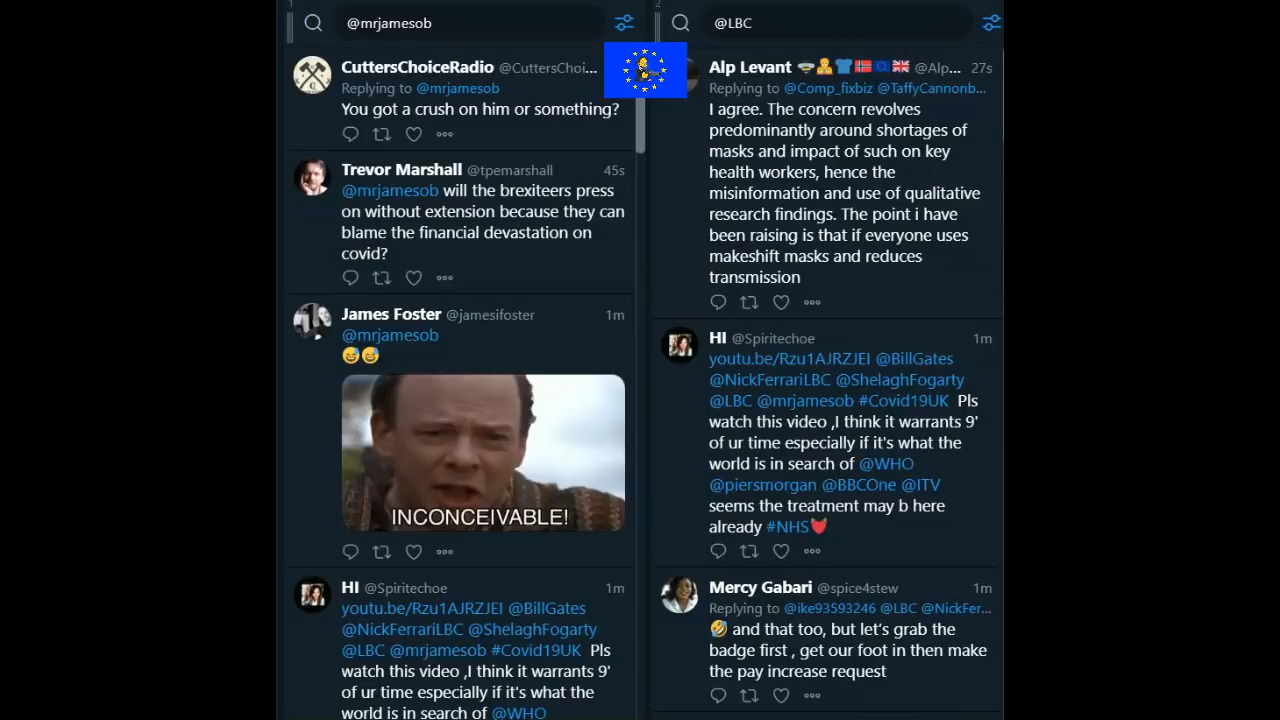 1
@mrjamesob
CuttersChoiceRadio @CuttersChoi...
Replying to @mrjamesob
You got a crush on him or something?
Trevor Marshall @tpemarshall 45s
@mrjamesob will the brexiteers press
on without extension because they can
blame the financial devastation on
covid?
James Foster @jamesifoster 1m
@mrjamesob
😅😅
INCONCEIVABLE!
HI @Spiritechoe 1m
youtu.be/Rzu1AJRZJEI @BillGates
@NickFerrariLBC @ShelaghFogarty
@LBC @mrjamesob #Covid19UK Pls
watch this video ,I think it warrants 9'
of ur time especially if it's what the
world is in search of @WHO
2
@LBC
Alp Levant @Alp... 27s
Replying to @Comp_fixbiz @TaffyCannonb...
I agree. The concern revolves
predominantly around shortages of
masks and impact of such on key
health workers, hence the
misinformation and use of qualitative
research findings. The point i have
been raising is that if everyone uses
makeshift masks and reduces
transmission
HI @Spiritechoe 1m
youtu.be/Rzu1AJRZJEI @BillGates
@NickFerrariLBC @ShelaghFogarty
@LBC @mrjamesob #Covid19UK Pls
watch this video ,I think it warrants 9'
of ur time especially if it's what the
world is in search of @WHO
@piersmorgan @BBCOne @ITV
seems the treatment may b here
already #NHS💓
Mercy Gabari @spice4stew 1m
Replying to @ike93593246 @LBC @NickFer...
🤣 and that too, but let's grab the
badge first , get our foot in then make
the pay increase request